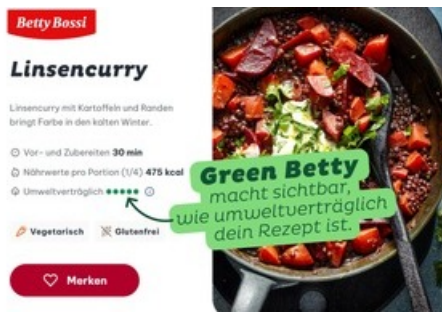 Betty Bossi
Linsencurry
Linsencurry mit Kartoffeln und Randen
bringt Farbe in den kalten Winter.
Vor- und Zubereiten 30 min
Nährwerte pro Portion (1/4) 475 kcal
Umweltverträglich
Vegetarisch Glutenfrei
Merken
Green Betty
macht sichtbar,
wie umweltverträglich
dein Rezept ist.